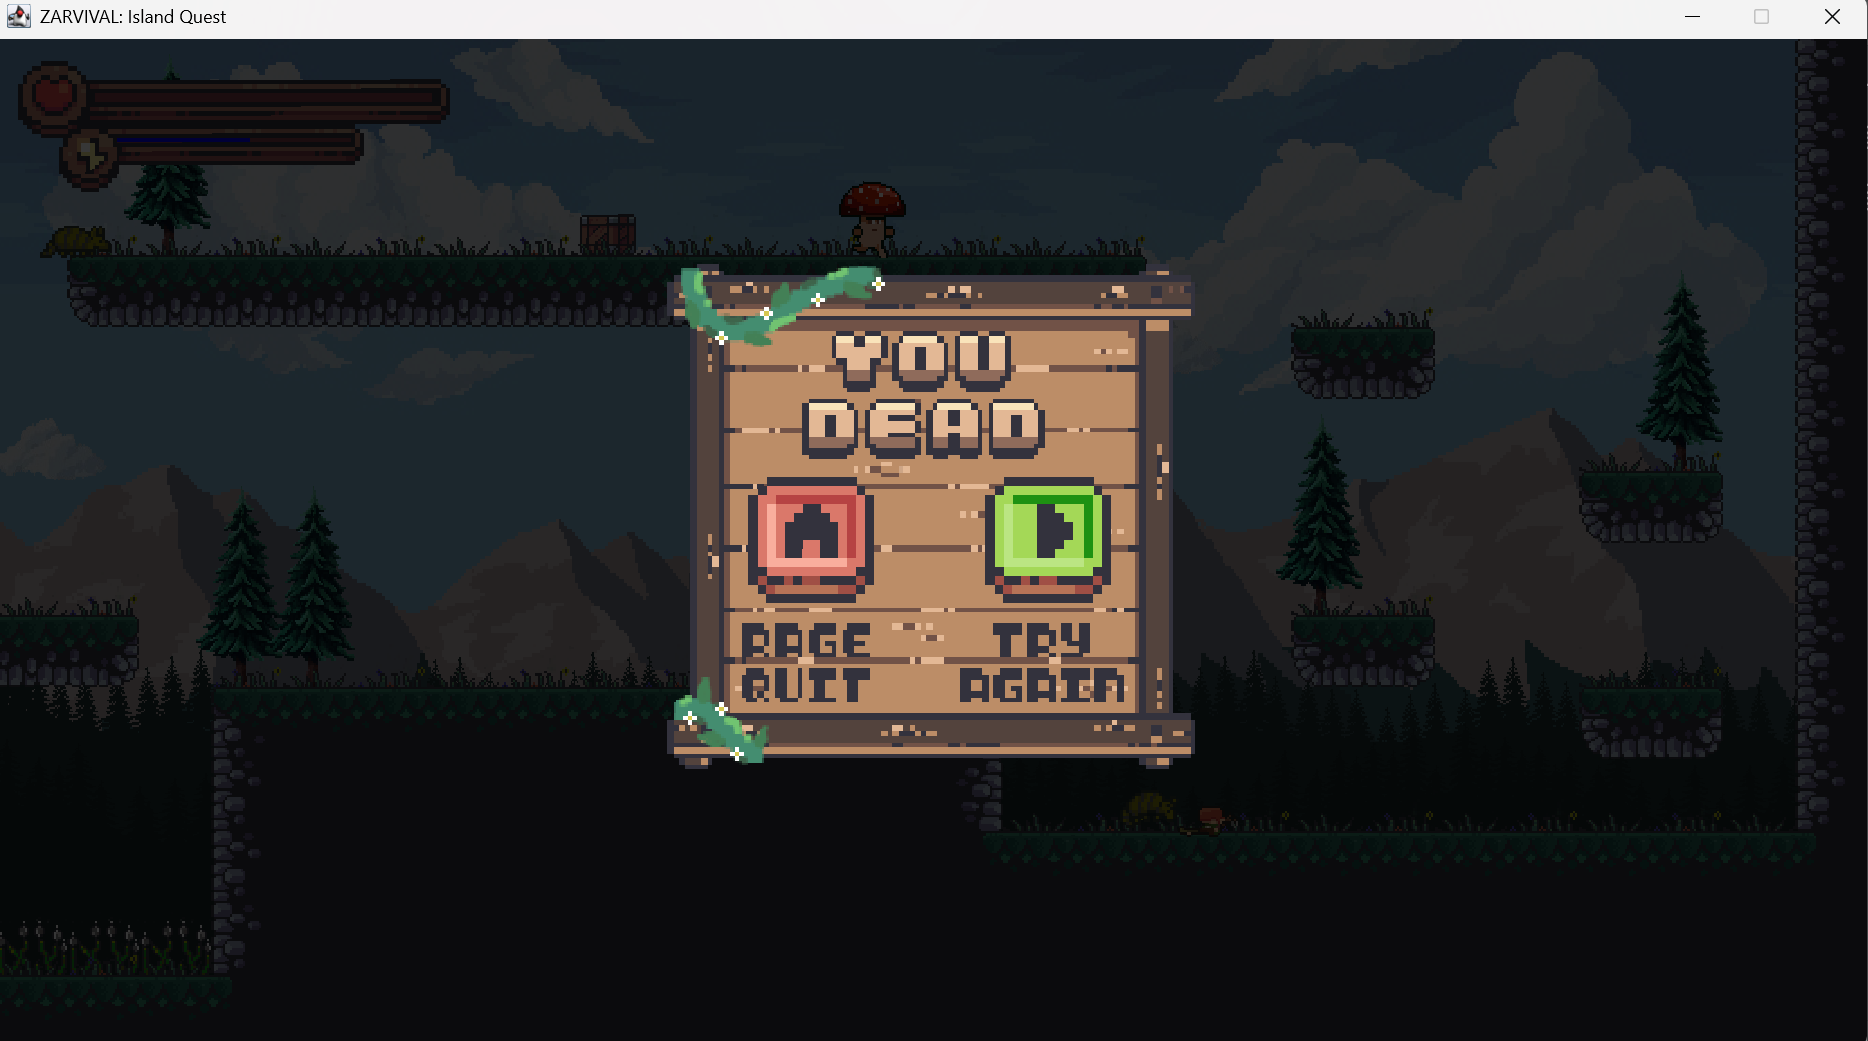 ZARVIVAL: Island Quest
YOU
DEAD
RAGE
QUIT
TRY
AGAIN